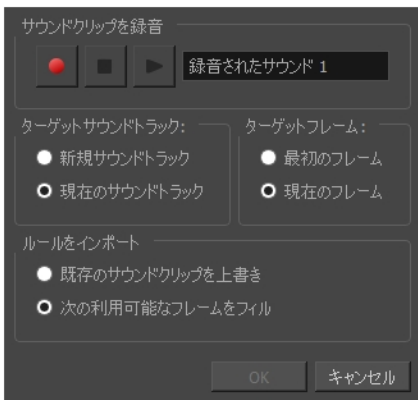 サウンドクリップを録音
録音されたサウンド 1
ターゲットサウンドトラック:
新規サウンドトラック
現在のサウンドトラック
ターゲットフレーム:
最初のフレーム
現在のフレーム
ルールをインポート
既存のサウンドクリップを上書き
次の利用可能なフレームをフィル
OK キャンセル